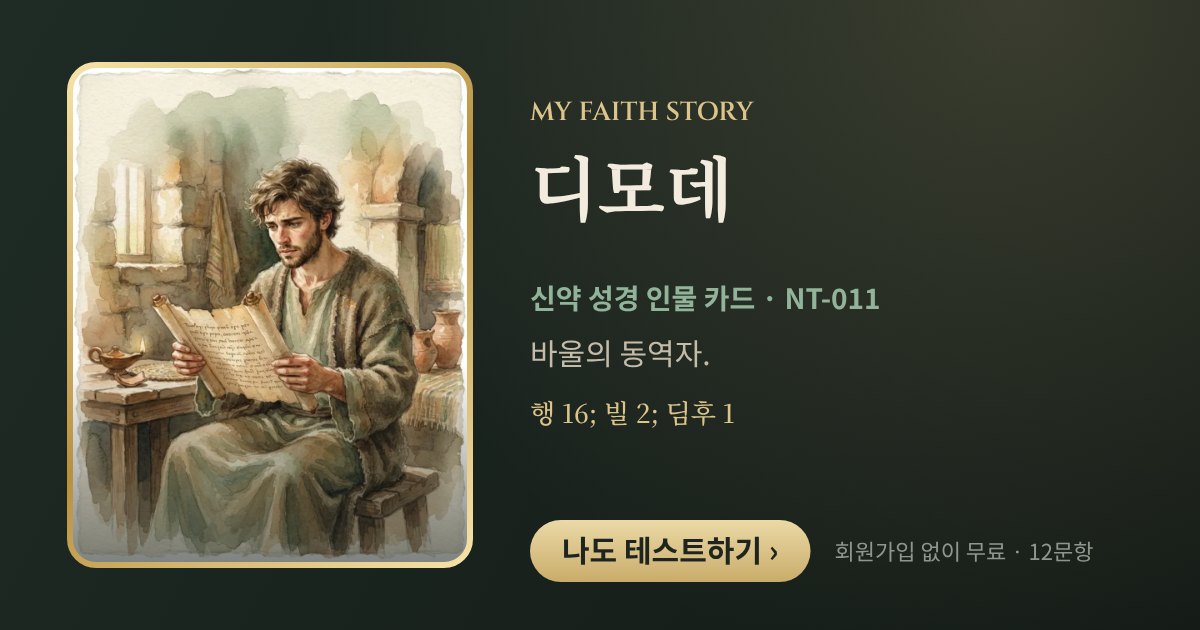 MY FAITH STORY
디모데
신약 성경 인물 카드 · NT-011
바울의 동역자.
행 16; 빌 2; 딤후 1
나도 테스트하기 ›
회원가입 없이 무료 · 12문항